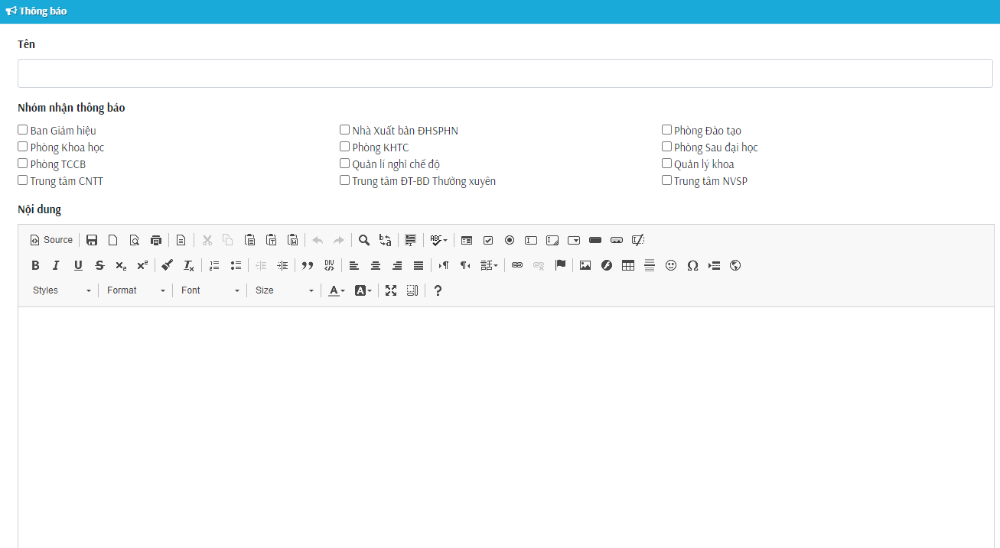 Thông báo
Tên
Nhóm nhận thông báo
Ban Giám hiệu Nhà Xuất bản ĐHSPHN Phòng Đào tạo
Phòng Khoa học Phòng KHTC Phòng Sau đại học
Phòng TCCB Quản lí nghỉ chế độ Quản lý khoa
Trung tâm CNTT Trung tâm ĐT-BD Thường xuyên Trung tâm NVSP
Nội dung
Source
Styles Format Font Size